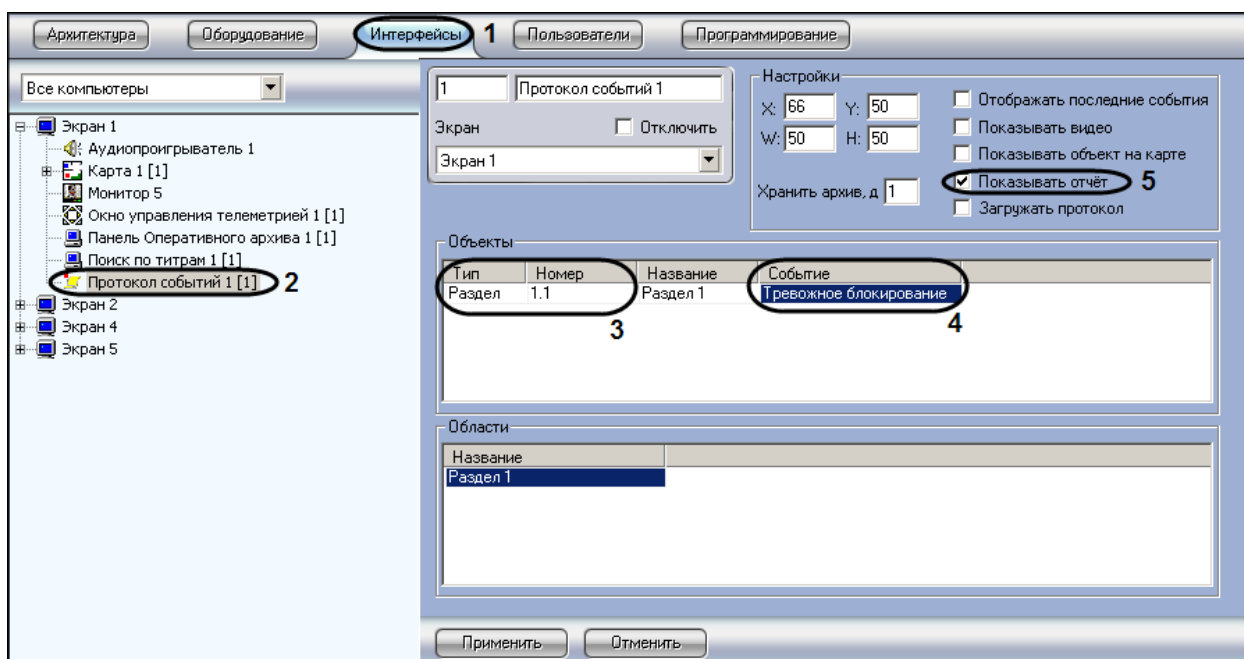 Архитектура Оборудование Интерфейсы 1 Пользователи Программирование
Все компьютеры
Экран 1
Аудиопроигрыватель 1
Карта 1 [1]
Монитор 5
Окно управления телеметрией 1 [1]
Панель Оперативного архива 1 [1]
Поиск по титрам 1 [1]
Протокол событий 1 [1] 2
Экран 2
Экран 4
Экран 5
1 Протокол событий 1
Экран Отключить
Экран 1
Настройки
X: 66 Y: 50
W: 50 H: 50
Хранить архив, д 1
Отображать последние события
Показывать видео
Показывать объект на карте
Показывать отчёт 5
Загружать протокол
Объекты
Тип Номер Название Событие
Раздел 1.1 Раздел 1 Тревожное блокирование
3 4
Области
Название
Раздел 1
Применить Отменить